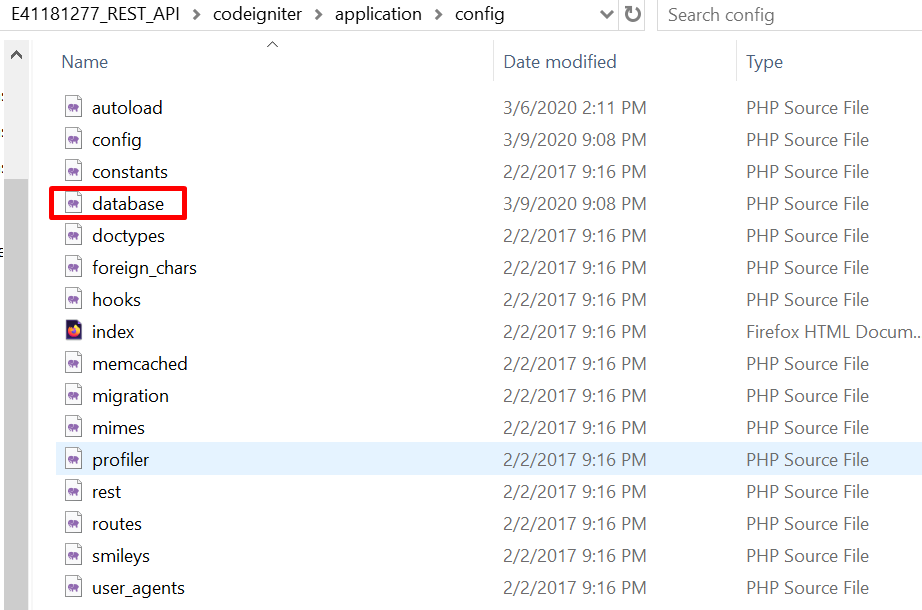 E41181277_REST_API > codeigniter > application > config Search config
Name Date modified Type
autoload 3/6/2020 2:11 PM PHP Source File
config 3/9/2020 9:08 PM PHP Source File
constants 2/2/2017 9:16 PM PHP Source File
database 3/9/2020 9:08 PM PHP Source File
doctypes 2/2/2017 9:16 PM PHP Source File
foreign_chars 2/2/2017 9:16 PM PHP Source File
hooks 2/2/2017 9:16 PM PHP Source File
index 2/2/2017 9:16 PM Firefox HTML Docum...
memcached 2/2/2017 9:16 PM PHP Source File
migration 2/2/2017 9:16 PM PHP Source File
mimes 2/2/2017 9:16 PM PHP Source File
profiler 2/2/2017 9:16 PM PHP Source File
rest 2/2/2017 9:16 PM PHP Source File
routes 2/2/2017 9:16 PM PHP Source File
smileys 2/2/2017 9:16 PM PHP Source File
user_agents 2/2/2017 9:16 PM PHP Source File